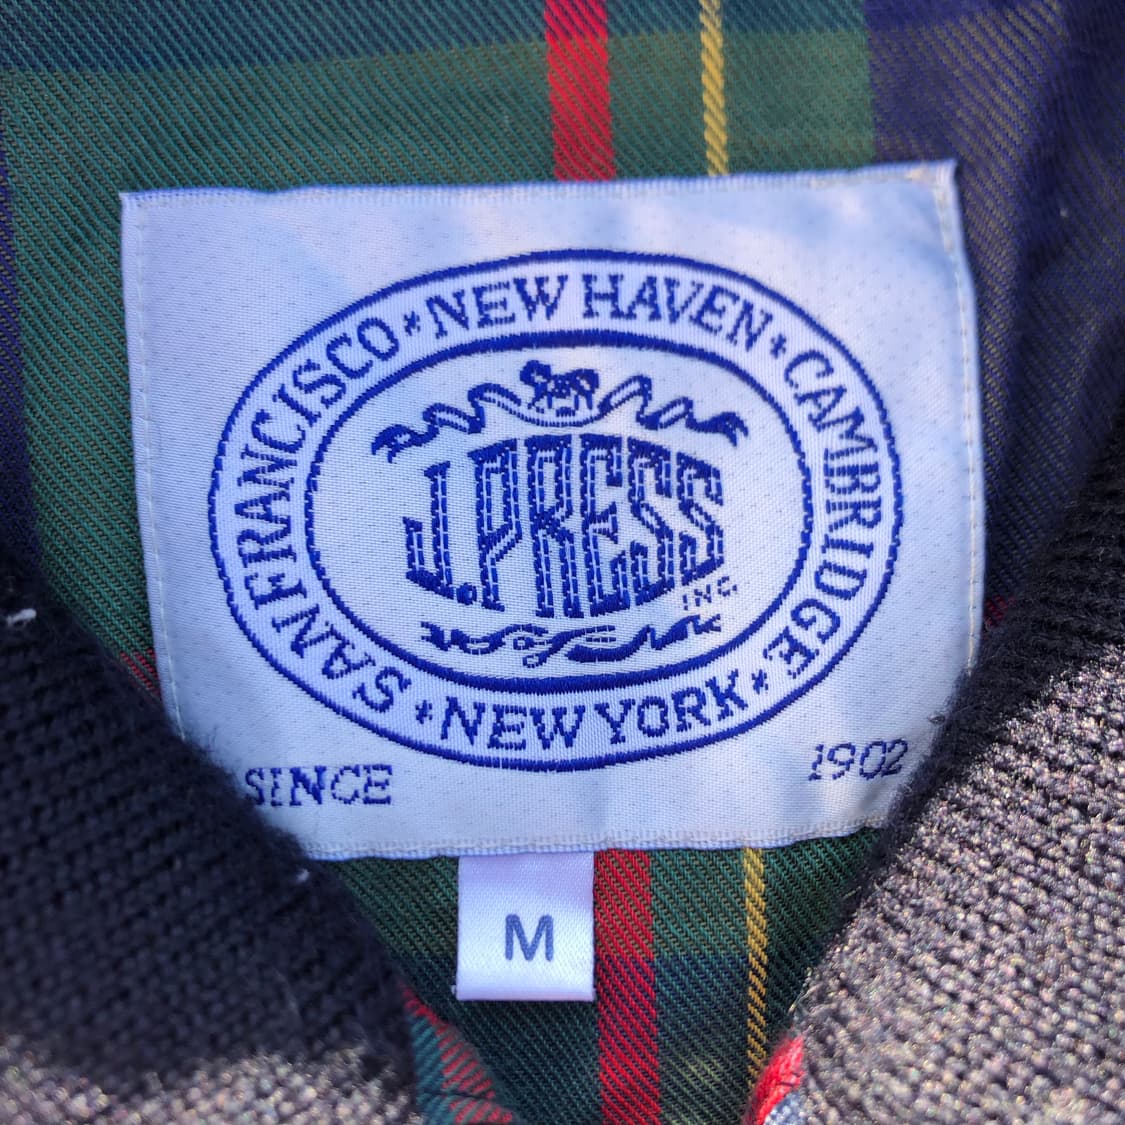 SAN FRANCISCO * NEW HAVEN * CAMBRIDGE * NEW YORK *
J.PRESS
INC.
SINCE 1902
M